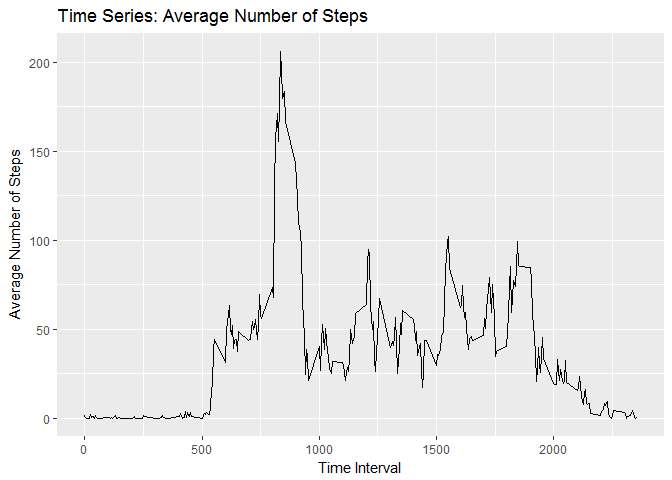 Time Series: Average Number of Steps
Average Number of Steps
200
150
100
50
0
0 500 1000 1500 2000
Time Interval